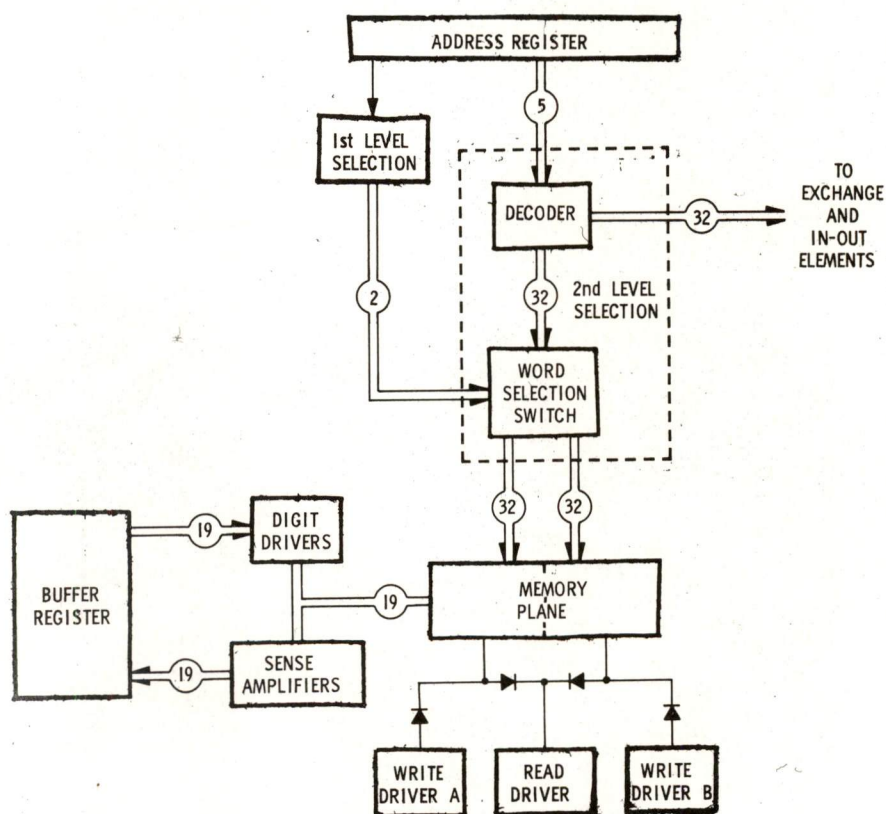 ADDRESS REGISTER
5
1st LEVEL
SELECTION
DECODER
32
TO
EXCHANGE
AND
IN-OUT
ELEMENTS
2
32
2nd LEVEL
SELECTION
WORD
SELECTION
SWITCH
32
32
BUFFER
REGISTER
19
DIGIT
DRIVERS
19
MEMORY
PLANE
19
SENSE
AMPLIFIERS
WRITE
DRIVER A
READ
DRIVER
WRITE
DRIVER B